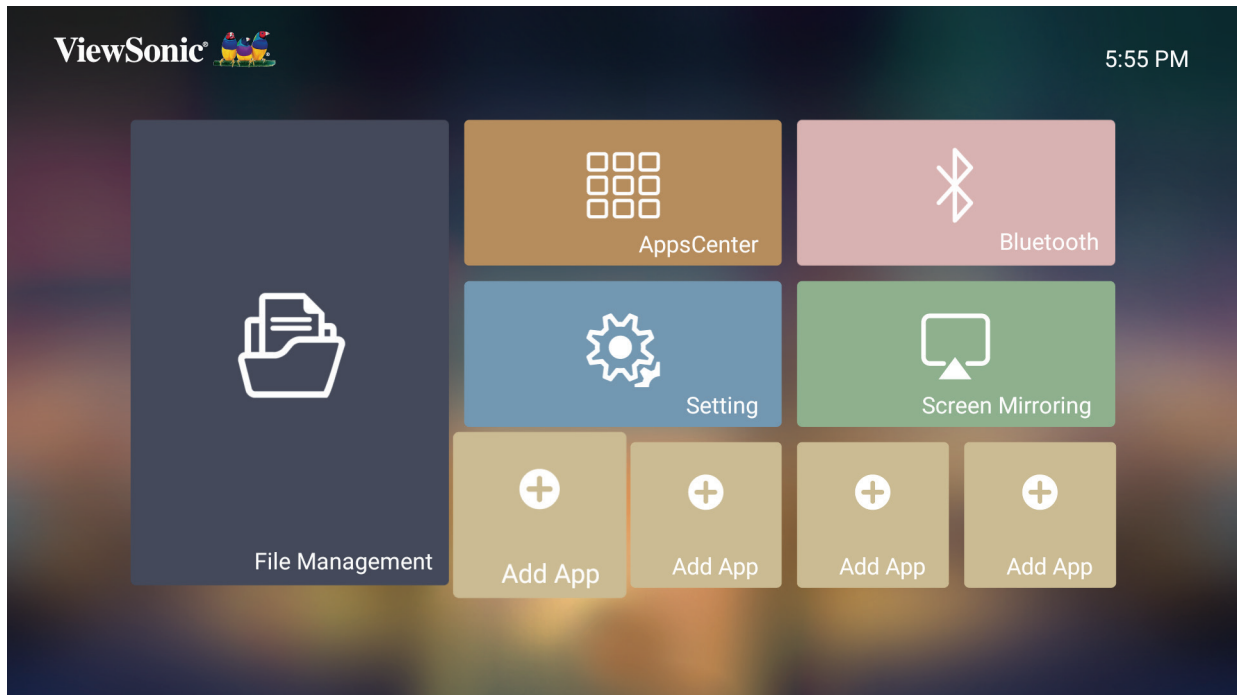 ViewSonic
5:55 PM
AppsCenter
Bluetooth
Setting
Screen Mirroring
File Management
Add App
Add App
Add App
Add App